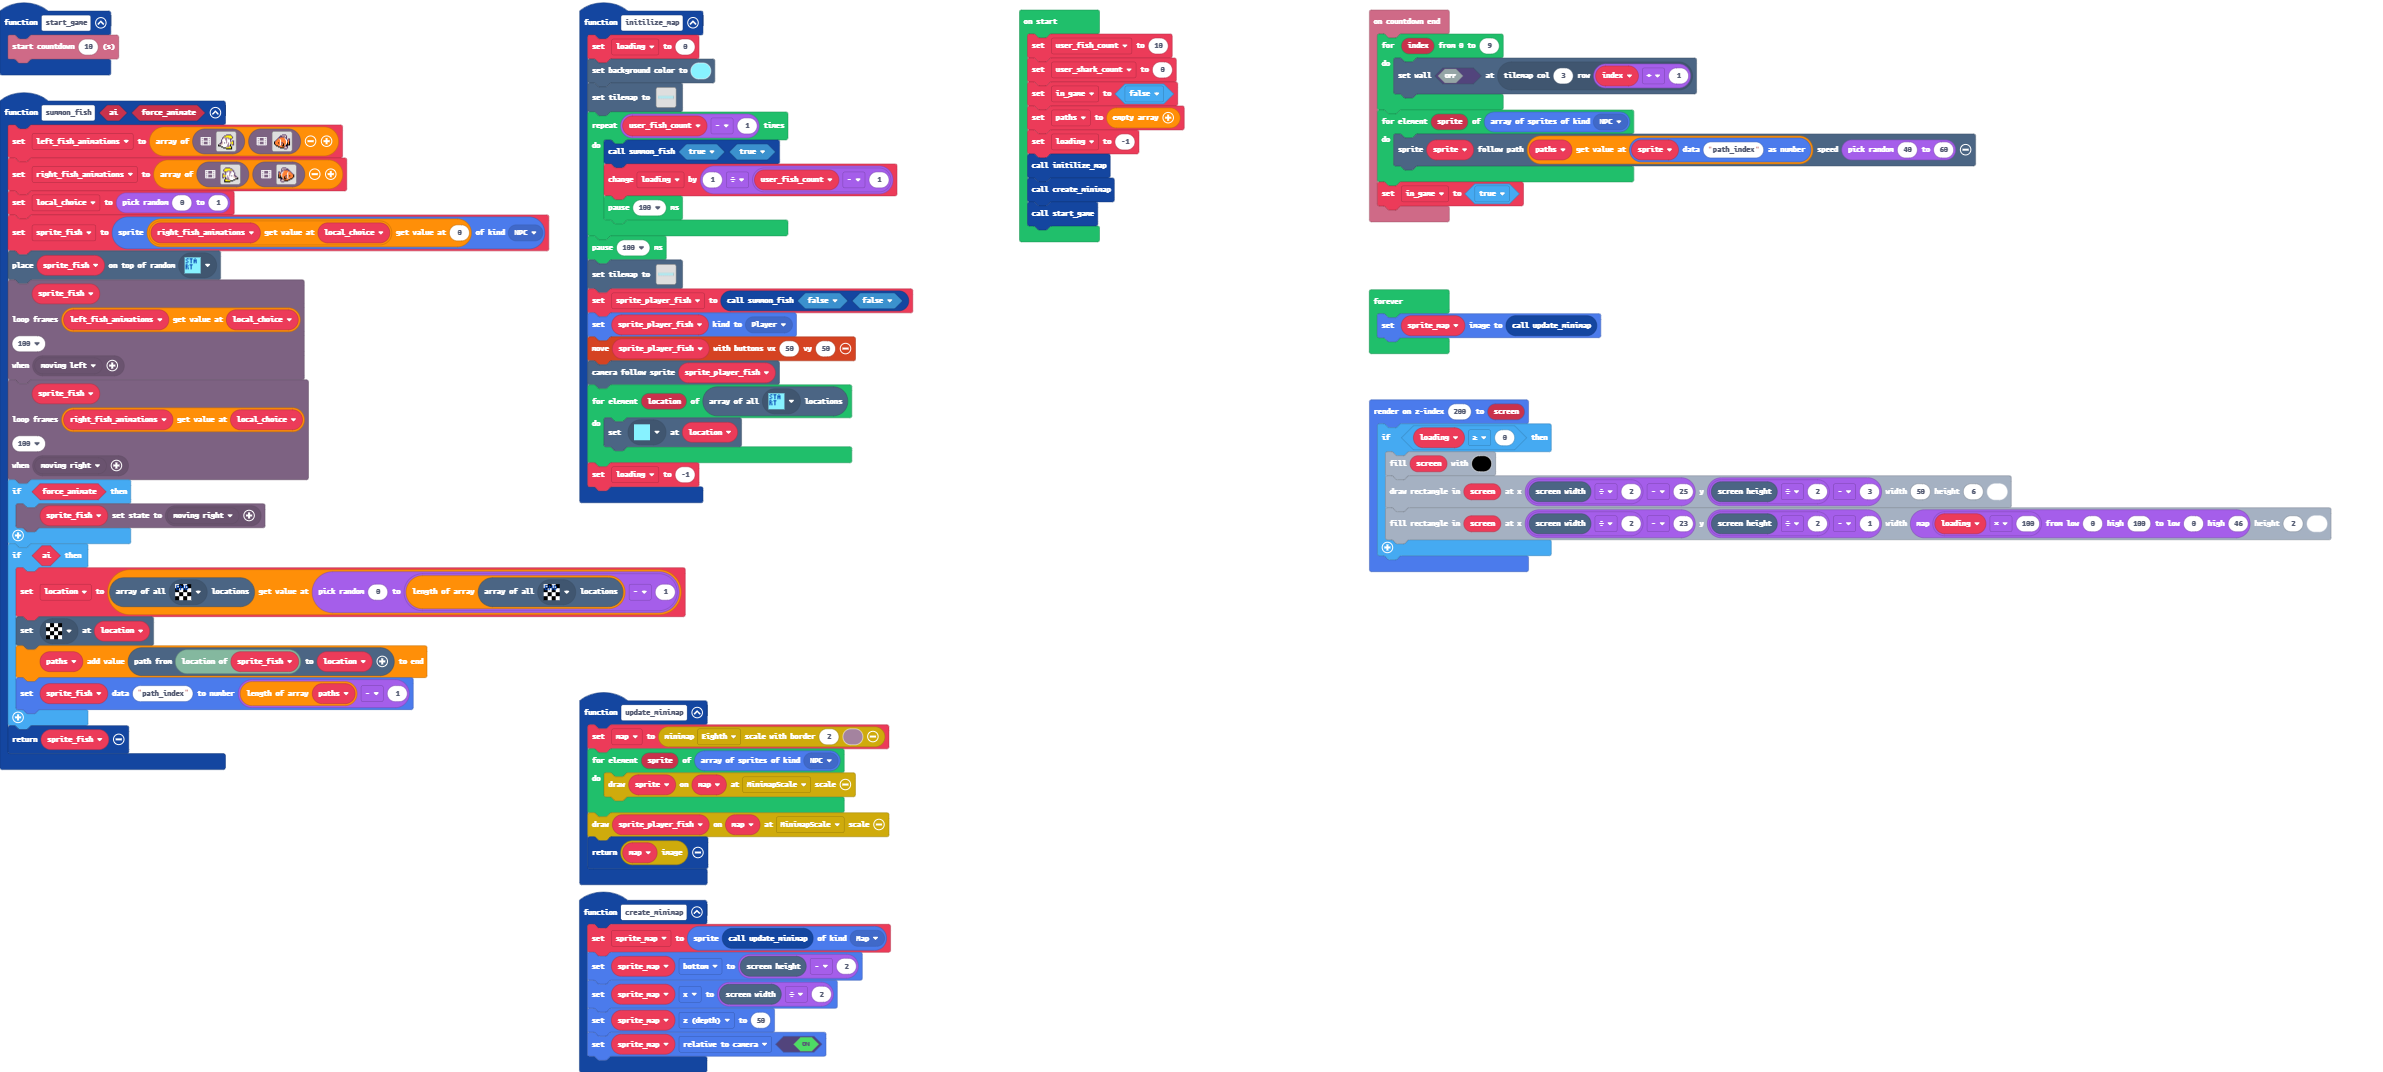 function start_game
start countdown 10 (s)
function summon_fish ai force_animate
set left_fish_animations to array of
set right_fish_animations to array of
set local_choice to pick random 0 to 1
set sprite_fish to sprite right_fish_animations get value at local_choice get value at 0 of kind NPC
place sprite_fish on top of random START
sprite_fish
loop frames left_fish_animations get value at local_choice
100
when moving left
sprite_fish
loop frames right_fish_animations get value at local_choice
100
when moving right
if force_animate then
sprite_fish set state to moving right
if ai then
set location to array of all locations get value at pick random 0 to length of array array of all locations - 1
set at location
paths add value path from location of sprite_fish to location to end
set sprite_fish data "path_index" to number length of array paths - 1
return sprite_fish
function initilize_map
set loading to 0
set background color to
set tilemap to
repeat user_fish_count - 1 times
do call summon_fish true true
change loading by 1 ÷ user_fish_count - 1
pause 100 ms
pause 100 ms
set tilemap to
set sprite_player_fish to call summon_fish false false
set sprite_player_fish kind to Player
move sprite_player_fish with buttons vx 50 vy 50
camera follow sprite sprite_player_fish
for element location of array of all START locations
do set at location
set loading to -1
function update_minimap
set map to minimap Eighth scale with border 2
for element sprite of array of sprites of kind NPC
do draw sprite on map at MinimapScale scale
draw sprite_player_fish on map at MinimapScale scale
return map image
function create_minimap
set sprite_map to sprite call update_minimap of kind Map
set sprite_map bottom to screen height - 2
set sprite_map x to screen width ÷ 2
set sprite_map z (depth) to 50
set sprite_map relative to camera ON
on start
set user_fish_count to 10
set user_shark_count to 0
set in_game to false
set paths to empty array
set loading to -1
call initilize_map
call create_minimap
call start_game
on countdown end
for index from 0 to 9
do set wall OFF at tilemap col 3 row index + 1
for element sprite of array of sprites of kind NPC
do sprite sprite follow path paths get value at sprite data "path_index" as number speed pick random 40 to 60
set in_game to true
forever
set sprite_map image to call update_minimap
render on z-index 200 to screen
if loading ≥ 0 then
fill screen with
draw rectangle in screen at x screen width ÷ 2 - 25 y screen height ÷ 2 - 3 width 50 height 6
fill rectangle in screen at x screen width ÷ 2 - 23 y screen height ÷ 2 - 1 width map loading × 100 from low 0 high 100 to low 0 high 46 height 2